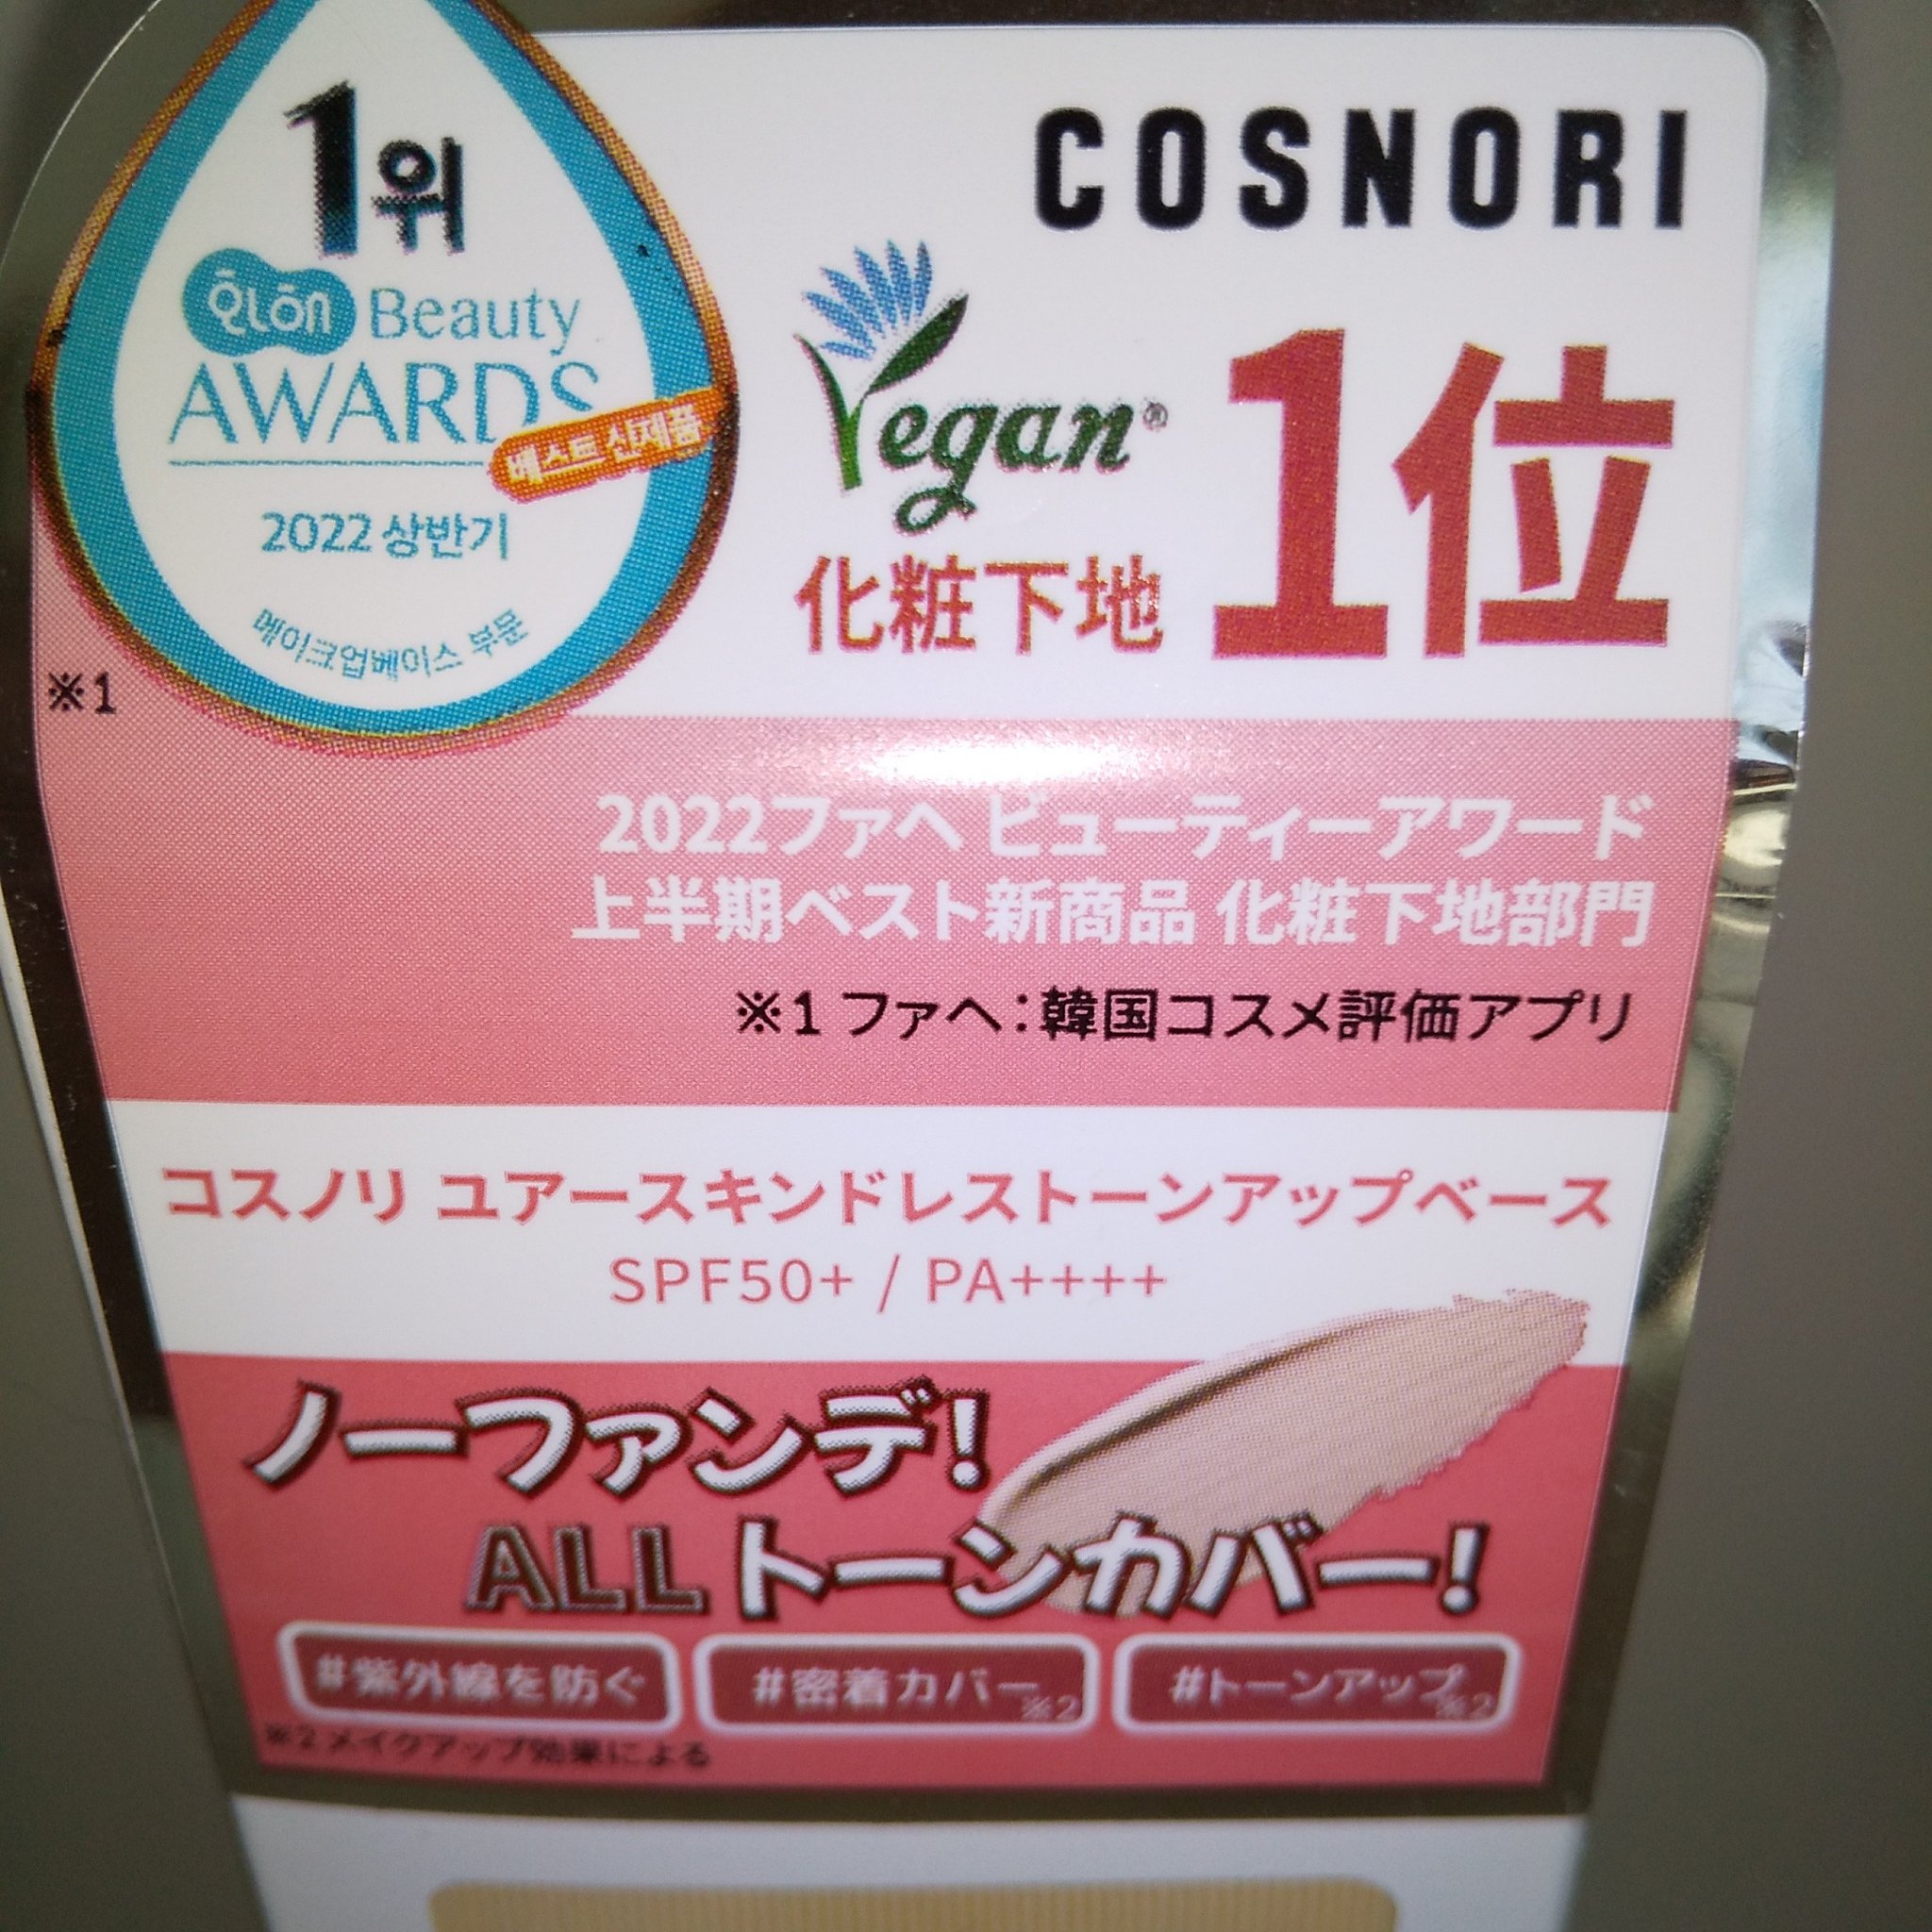 1위
COSNORI
Beauty
AWARDS
베스트 신제품
2022 상반기
메이크업베이스 부문
※1
Vegan®
化粧下地
1位
2022ファヘ ビューティーアワード
上半期ベスト新商品 化粧下地部門
※1 ファヘ：韓国コスメ評価アプリ
コスノリ ユアースキンドレストーンアップベース
SPF50+ / PA++++
ノーファンデ！
ALLトーンカバー！
#紫外線を防ぐ
#密着カバー※2
#トーンアップ※2
※2 メイクアップ効果による